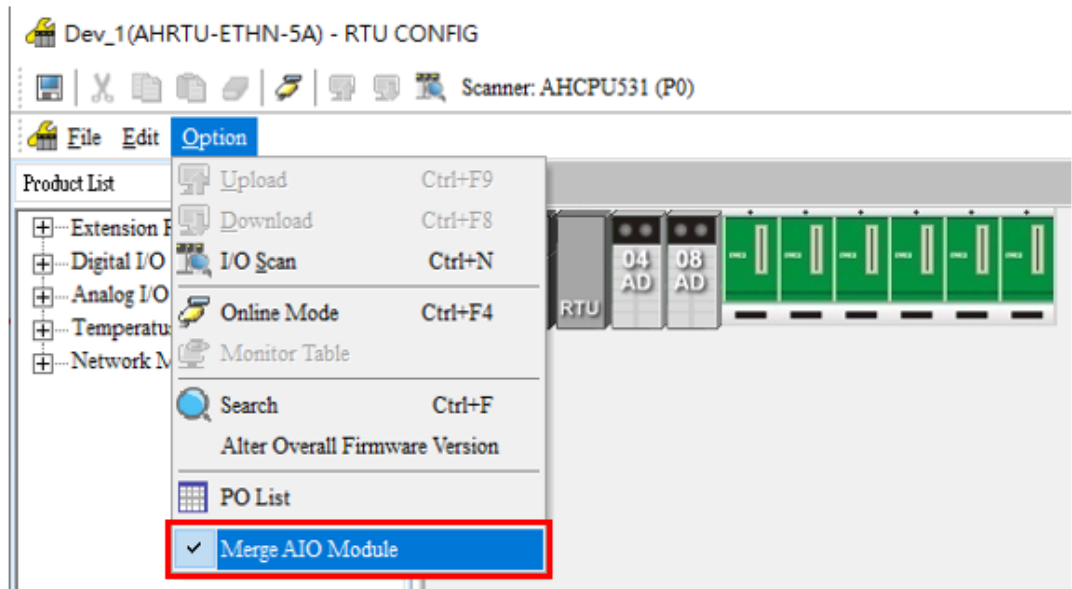 Dev_1(AHRTU-ETHN-5A) - RTU CONFIG
Scanner: AHCPU531 (P0)
File Edit Option
Product List
Upload Ctrl+F9
Download Ctrl+F8
I/O Scan Ctrl+N
Online Mode Ctrl+F4
Monitor Table
Search Ctrl+F
Alter Overall Firmware Version
PO List
Merge AIO Module
Extension
Digital I/O
Analog I/O
Network
RTU
04 AD
08 AD